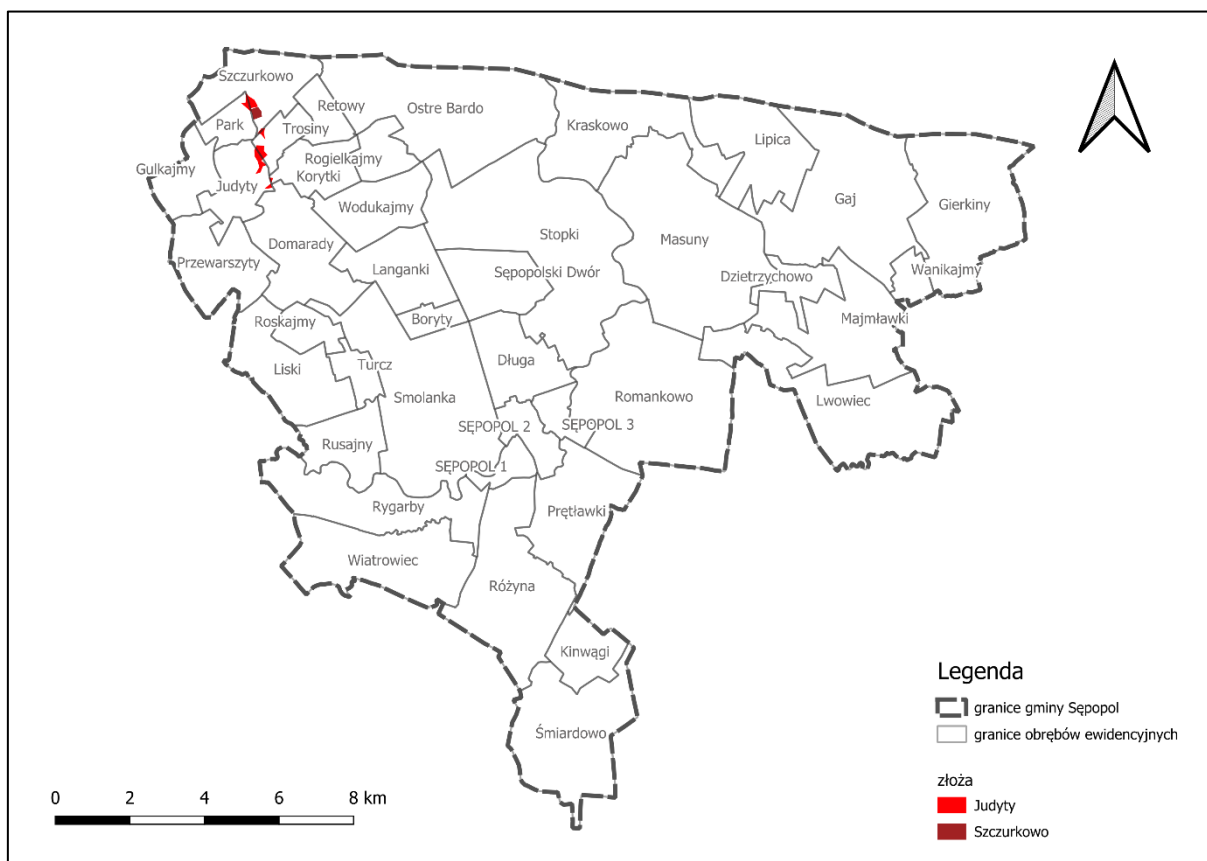 Szczurkowo
Retowy
Ostre Bardo
Park
Trosiny
Kraskowo
Lipica
Gulkajmy
Rogielkajmy
Korytki
Judyty
Wodukajmy
Gaj
Gierkiny
Domarady
Stopki
Masuny
Przewarszyty
Langanki
Sępopolski Dwór
Dzietrzychowo
Wanikajmy
Roskajmy
Boryty
Majmławki
Liski
Turcz
Długa
Smolanka
Romankowo
Lwowiec
Rusajny
SĘPOPOL 2
SĘPOPOL 3
SĘPOPOL 1
Rygarby
Prętławki
Wiatrowiec
Różyna
Kinwągi
Śmiardowo
Legenda
granice gminy Sępopol
granice obrębów ewidencyjnych
złoża
Judyty
Szczurkowo
0 2 4 6 8 km